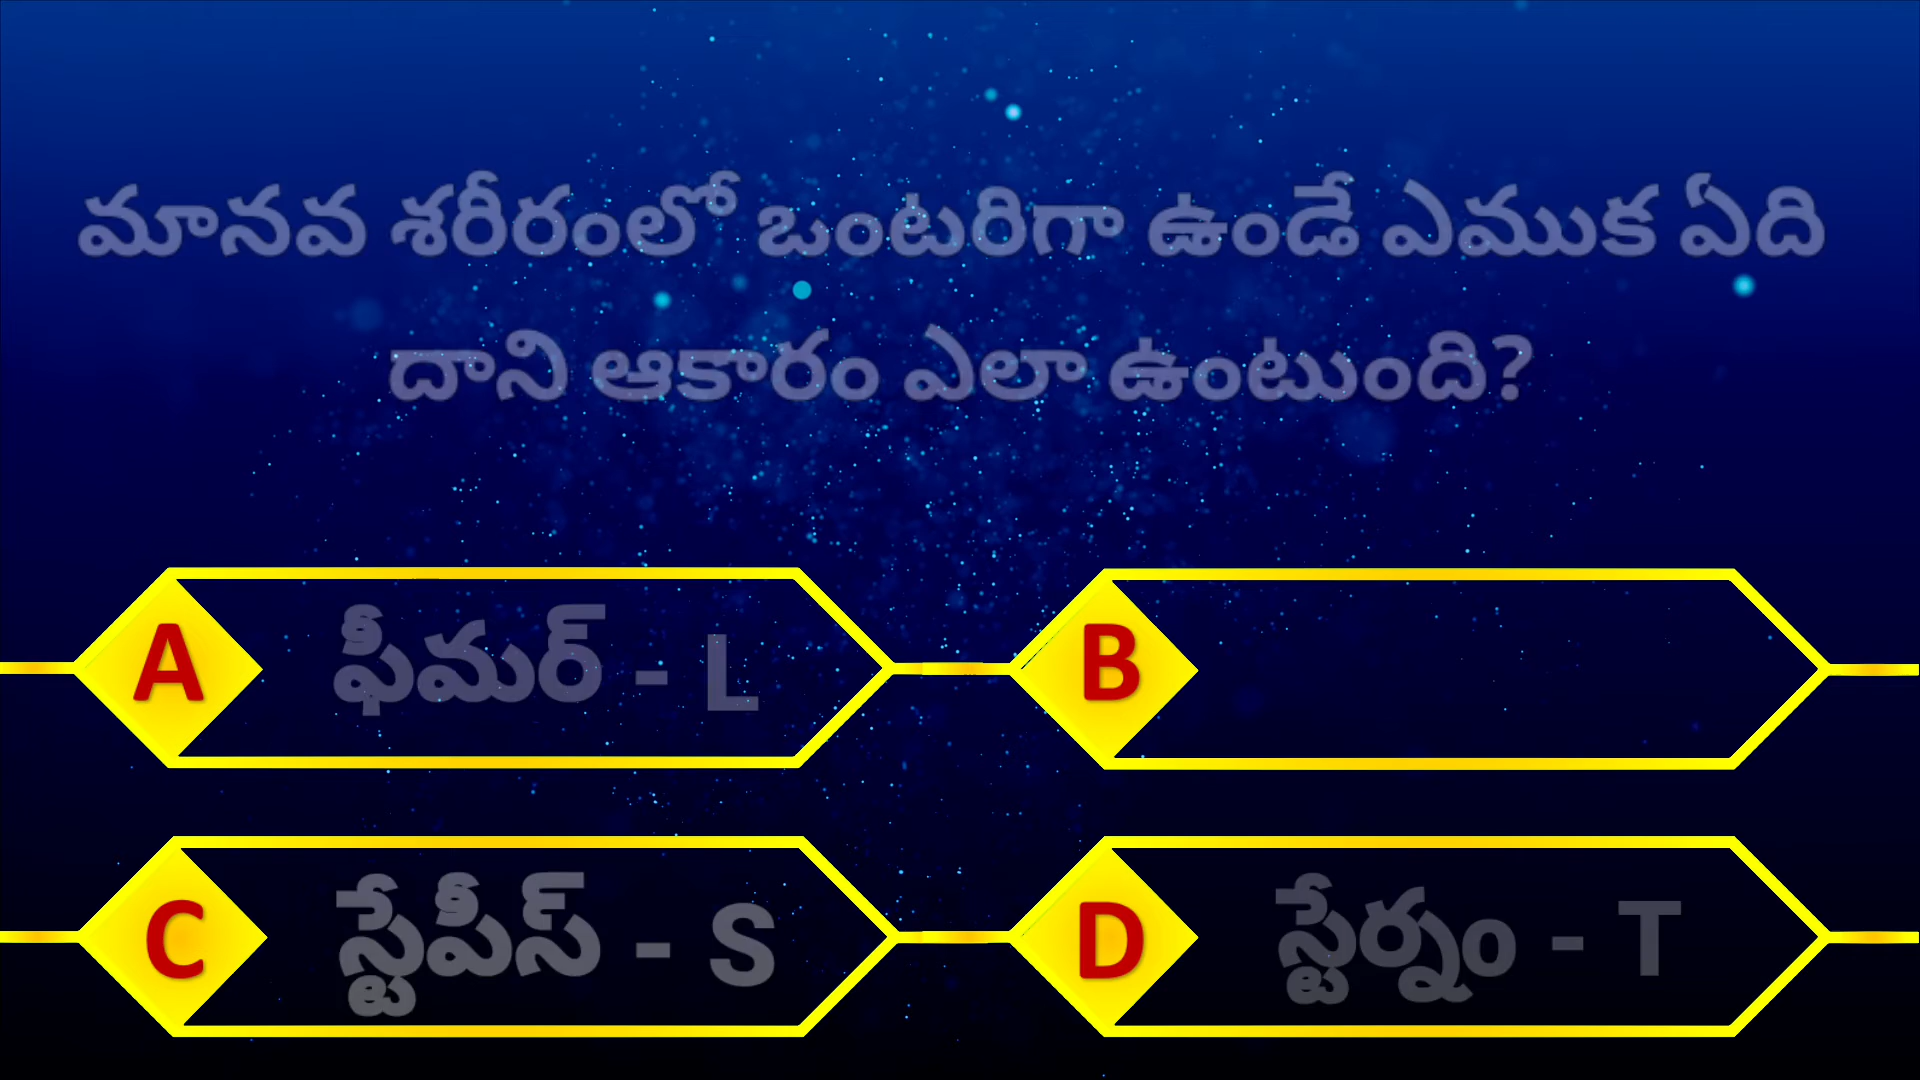 మానవ శరీరంలో ఒంటరిగా ఉండే ఎముక ఏది
దాని ఆకారం ఎలా ఉంటుంది?
A ఫీమర్ - L
B
C స్టేపీస్ - S
D స్టేర్నం - T